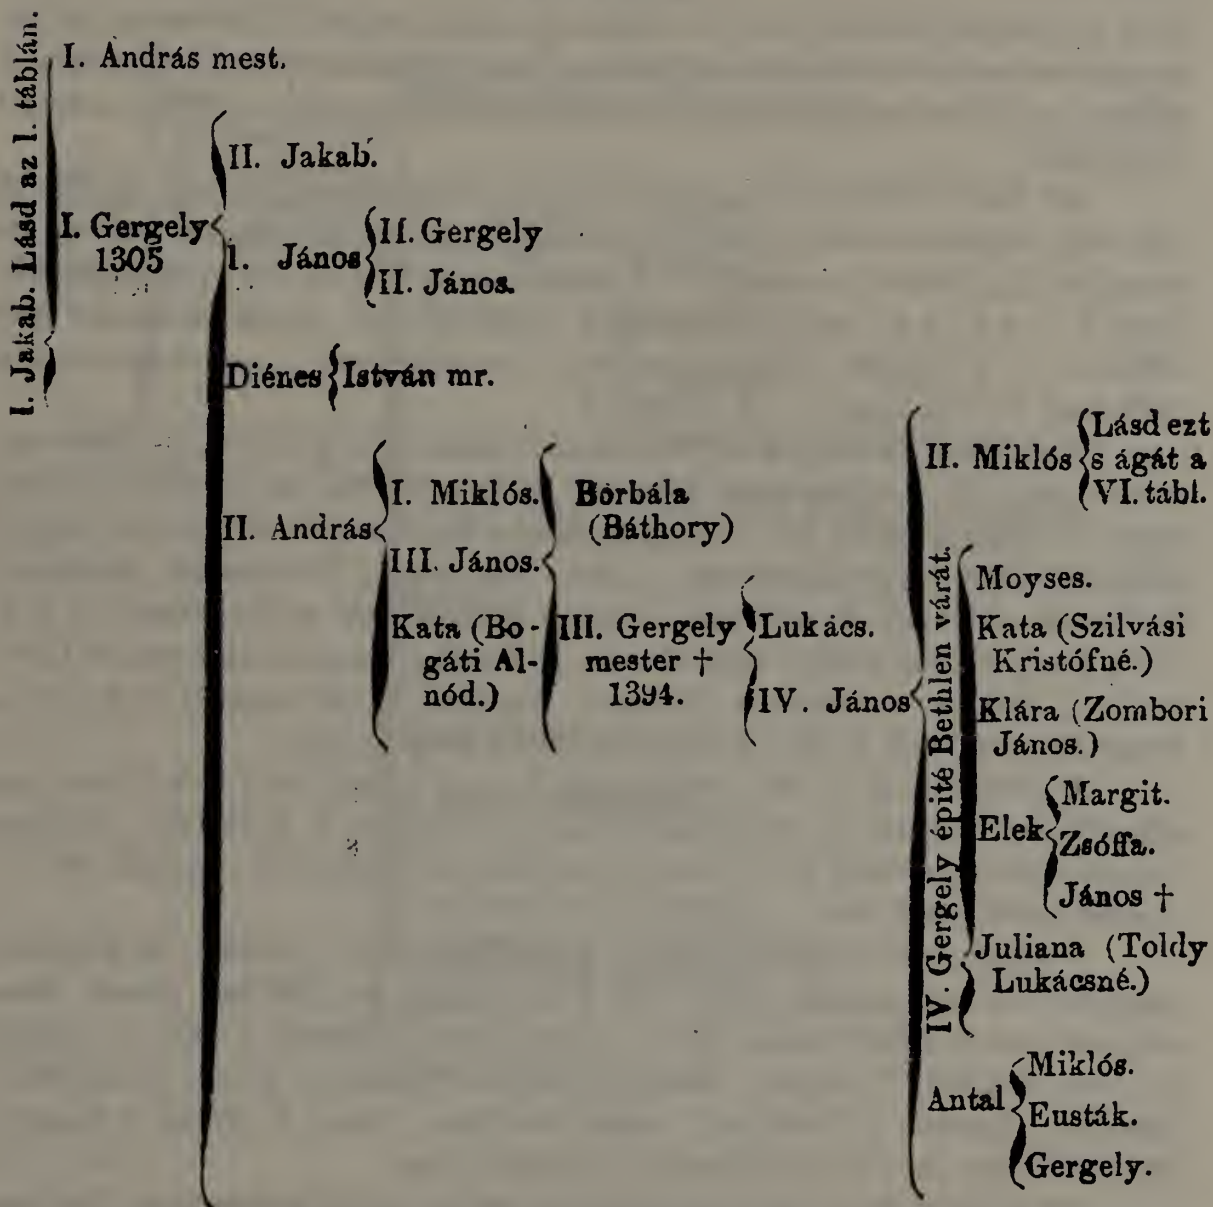 I. Jakab. Lásd az 1. táblán.
I. András mest.
I. Gergely
1305
II. Jakab.
I. János
II. Gergely
II. János.
Diénes
István mr.
II. András
I. Miklós.
III. János.
Kata (Bo-
gáti Al-
nód.)
Borbála
(Báthory)
III. Gergely
mester †
1394.
Lukács.
IV. János
II. Miklós
Lásd ezt
s ágát a
VI. tábl.
IV. Gergely épité Bethlen várát.
Moyses.
Kata (Szilvási
Kristófné.)
Klára (Zombori
János.)
Elek
Margit.
Zsóffa.
János †
Juliana (Toldy
Lukácsné.)
Antal
Miklós.
Eusták.
Gergely.